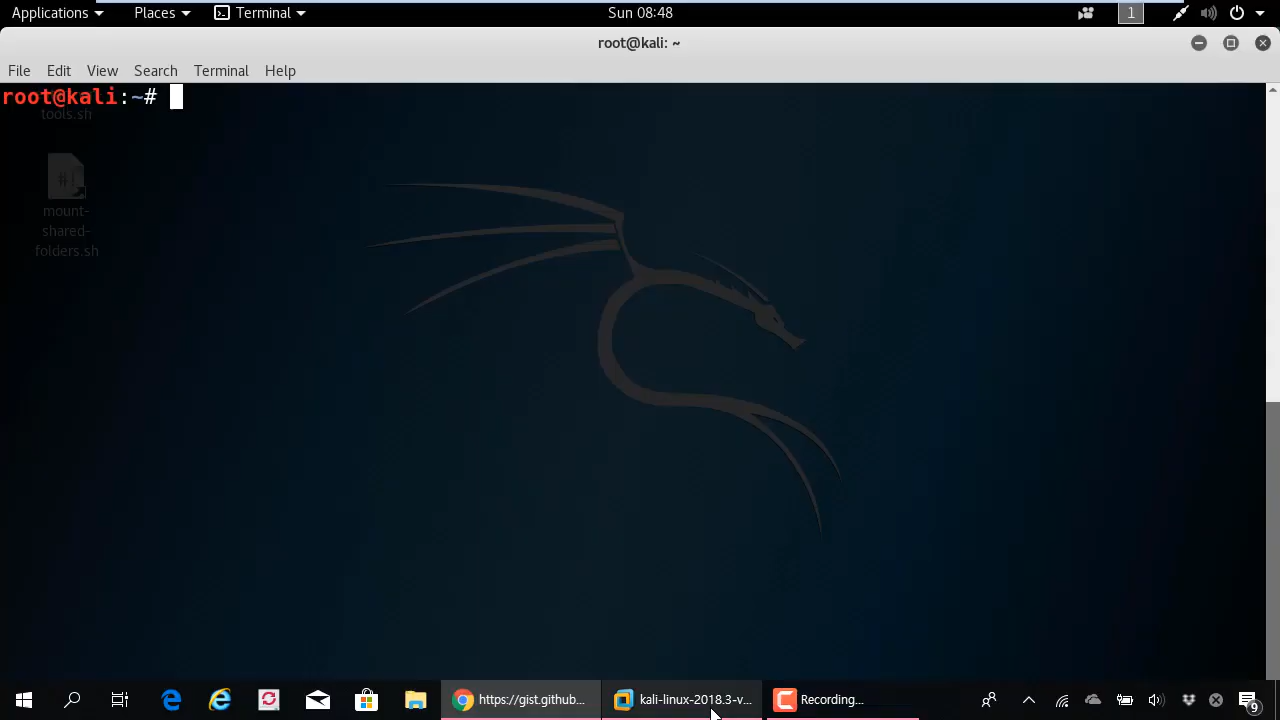 Applications Places Terminal Sun 08:48 1
root@kali: ~
File Edit View Search Terminal Help
root@kali:~#
tools.sh
#!
mount-
shared-
folders.sh
https://gist.github... kali-linux-2018.3-v... Recording... 9